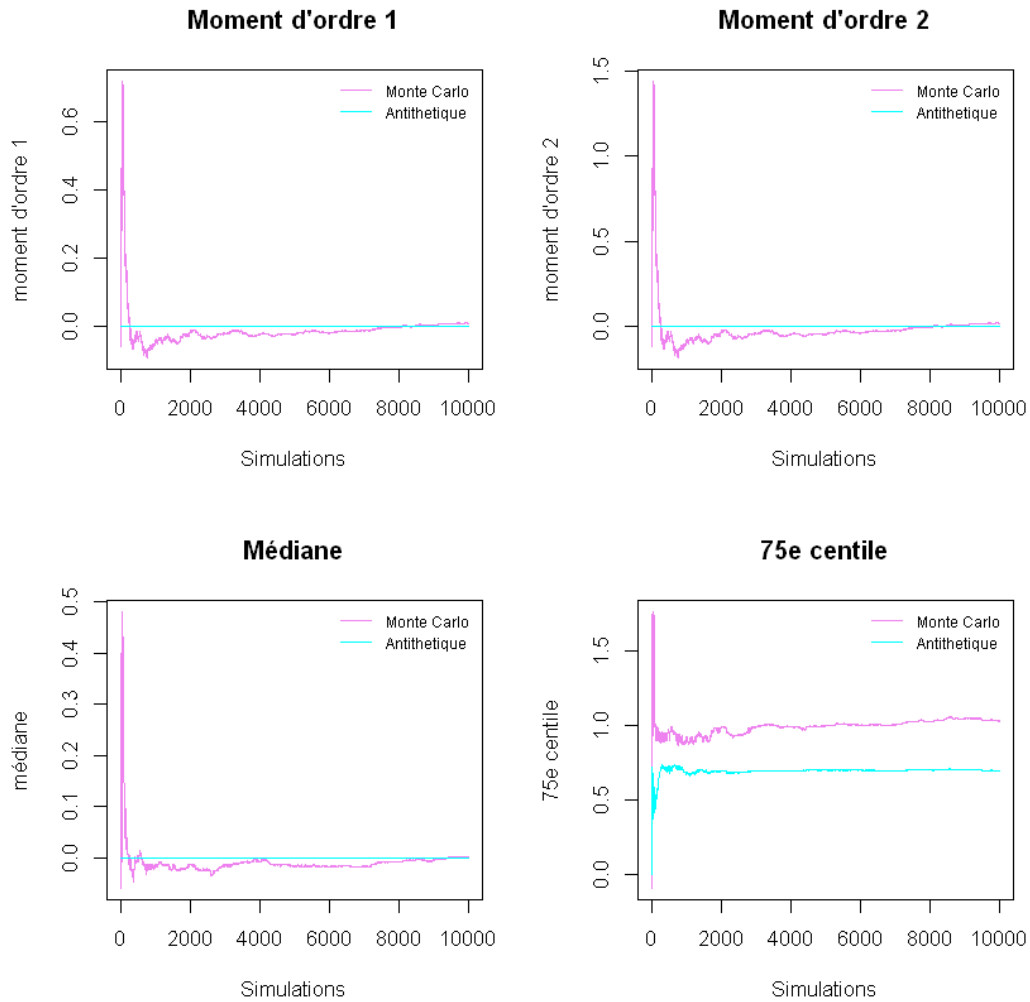 Moment d'ordre 1
Monte Carlo
Antithetique
moment d'ordre 1
0.0 0.2 0.4 0.6
0 2000 4000 6000 8000 10000
Simulations
Moment d'ordre 2
Monte Carlo
Antithetique
moment d'ordre 2
0.0 0.5 1.0 1.5
0 2000 4000 6000 8000 10000
Simulations
Médiane
Monte Carlo
Antithetique
médiane
0.0 0.1 0.2 0.3 0.4 0.5
0 2000 4000 6000 8000 10000
Simulations
75e centile
Monte Carlo
Antithetique
75e centile
0.0 0.5 1.0 1.5
0 2000 4000 6000 8000 10000
Simulations